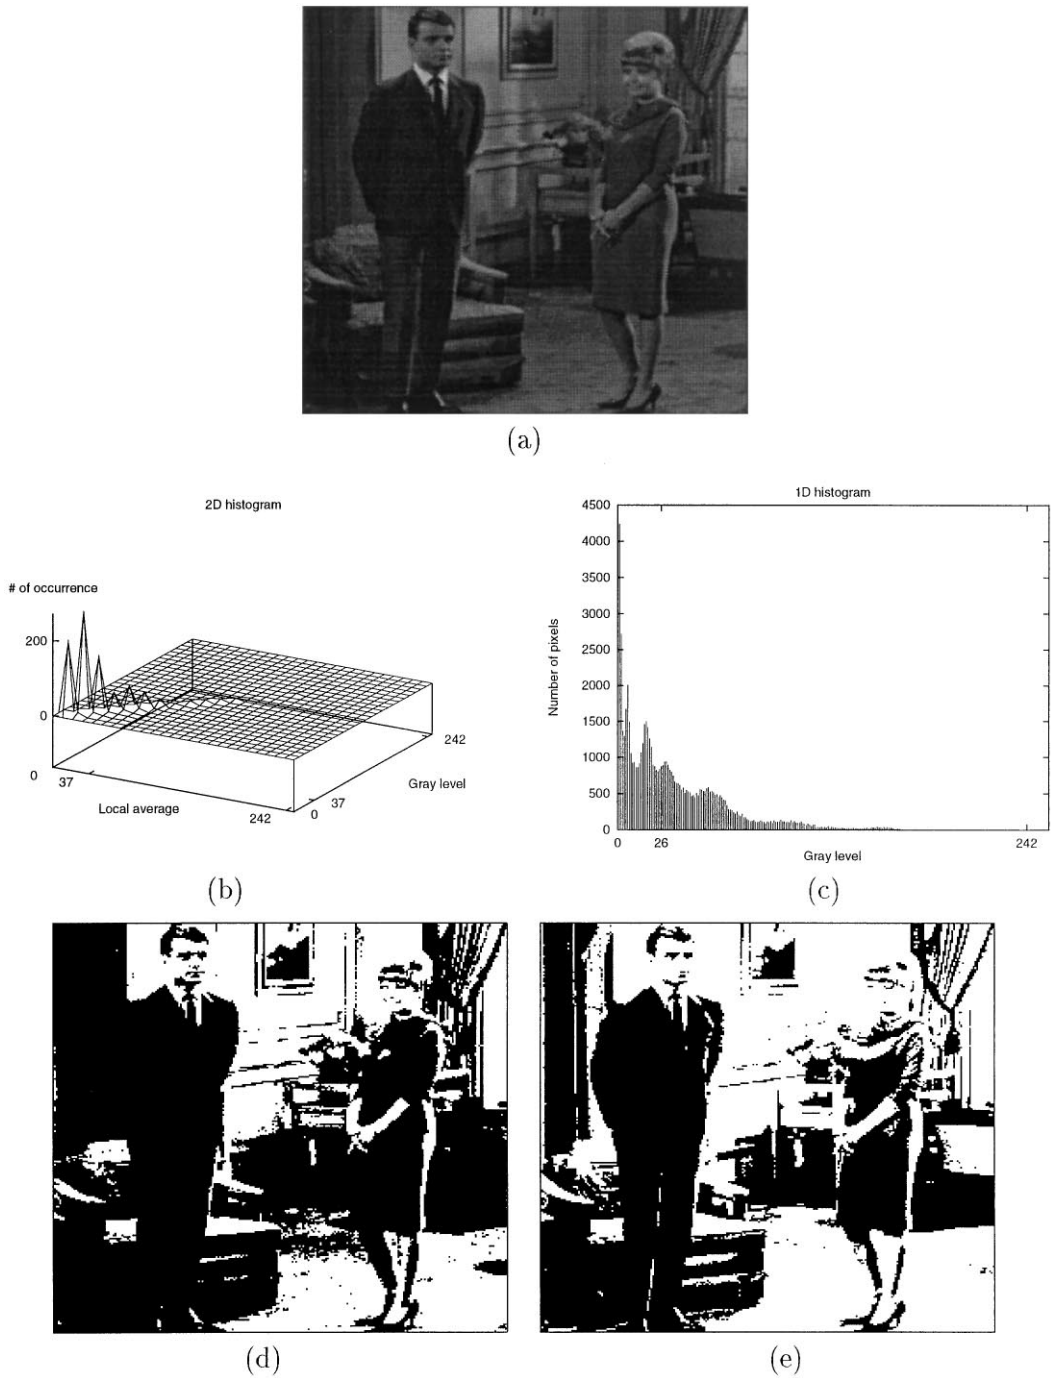 (a)
2D histogram
# of occurrence
200
0
0
37
Local average
242
0
37
Gray level
242
(b)
1D histogram
4500
4000
3500
3000
2500
2000
1500
1000
500
0
Number of pixels
0 26 242
Gray level
(c)
(d)
(e)